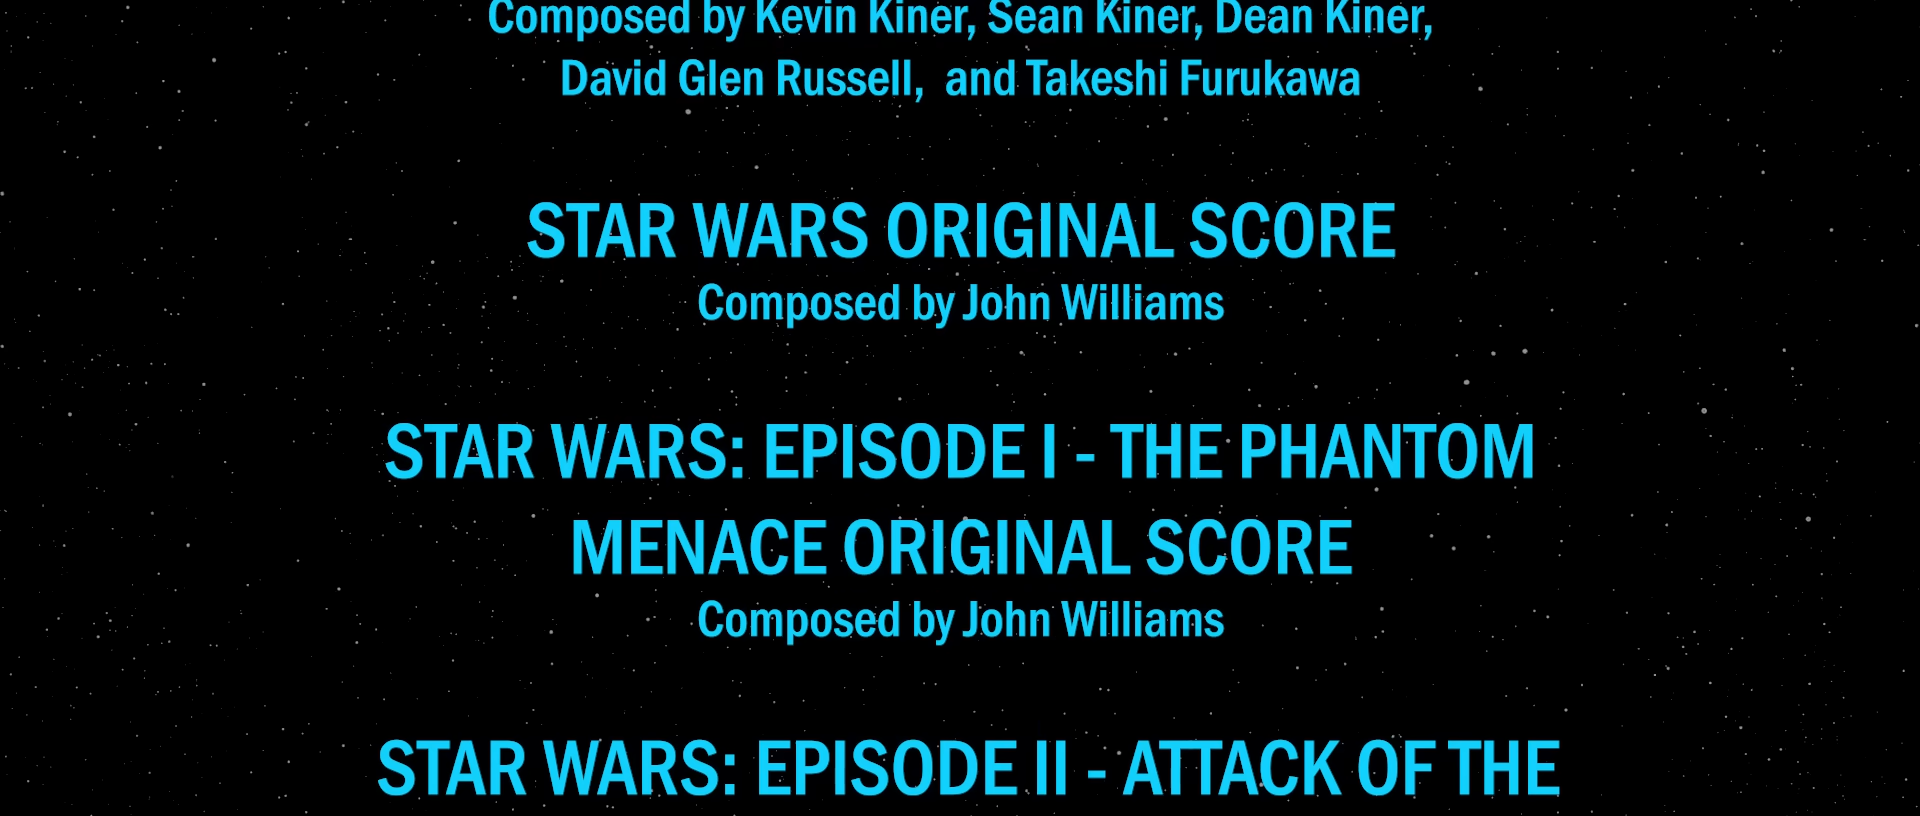 Composed by Kevin Kiner, Sean Kiner, Dean Kiner,
David Glen Russell, and Takeshi Furukawa
STAR WARS ORIGINAL SCORE
Composed by John Williams
STAR WARS: EPISODE I - THE PHANTOM
MENACE ORIGINAL SCORE
Composed by John Williams
STAR WARS: EPISODE II - ATTACK OF THE